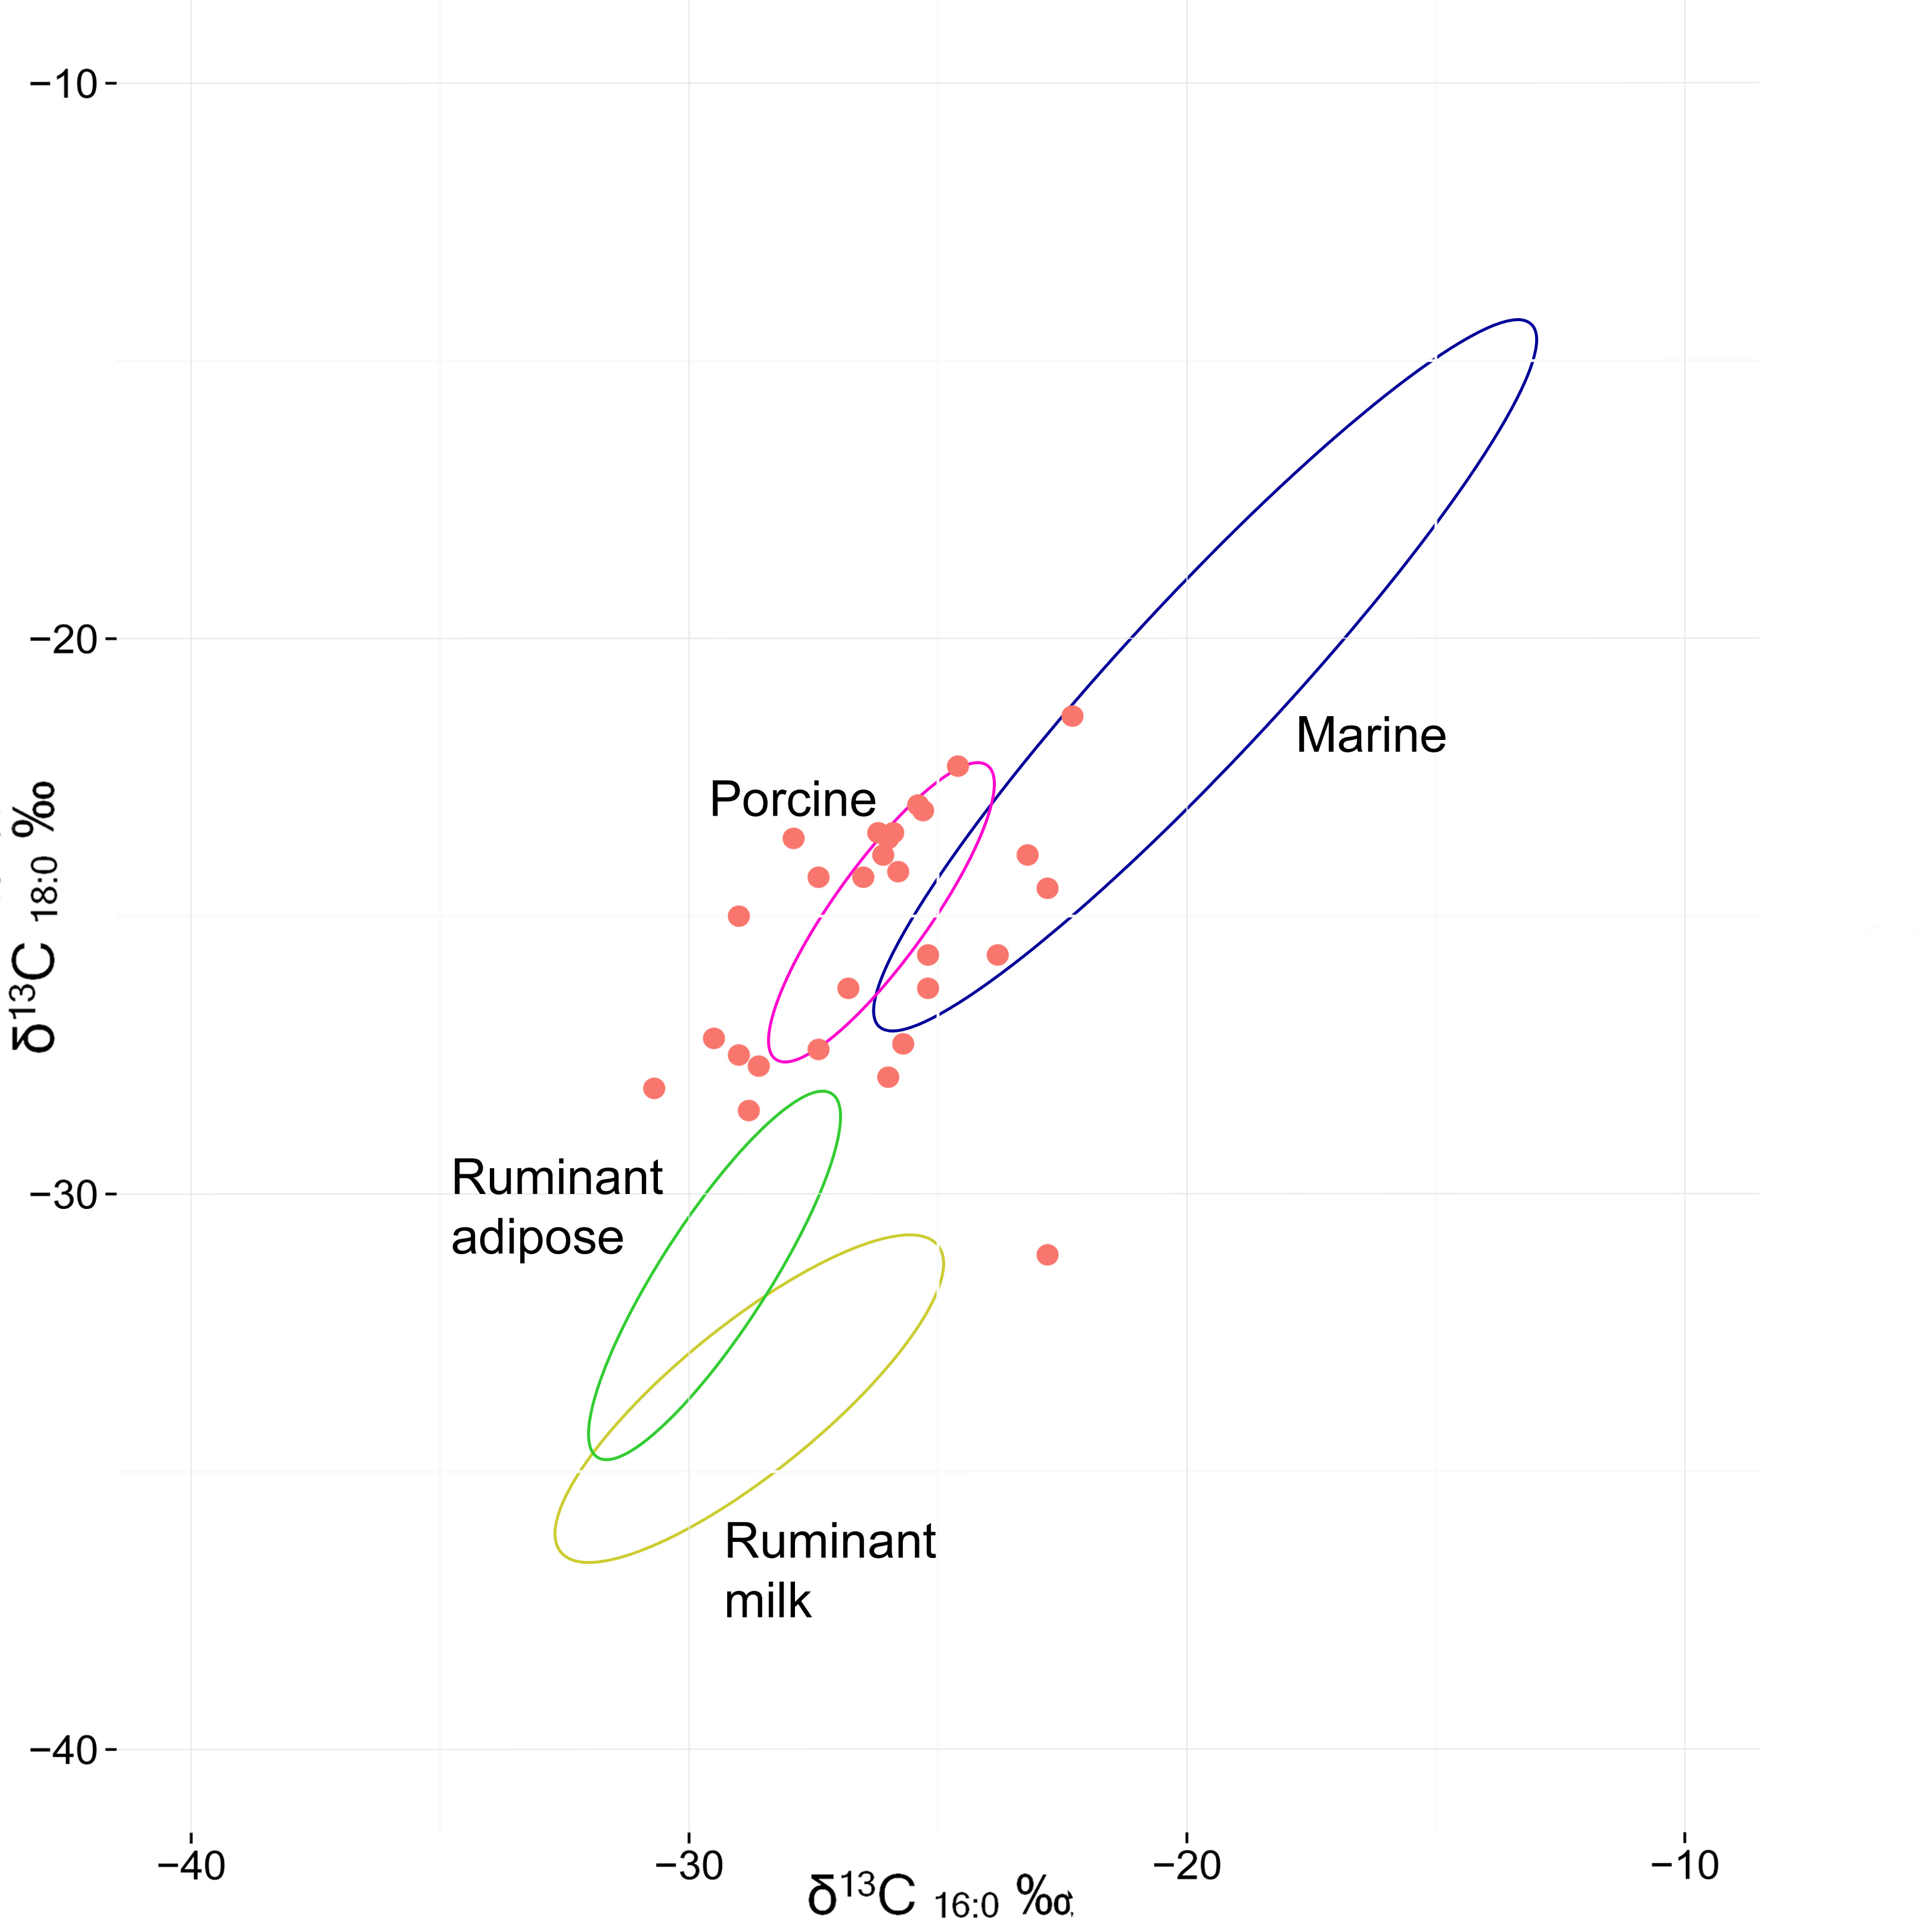 −10
−20
−30
−40
δ13C 18:0 ‰
Porcine
Marine
Ruminant
adipose
Ruminant
milk
−40
−30
−20
−10
δ13C 16:0 ‰